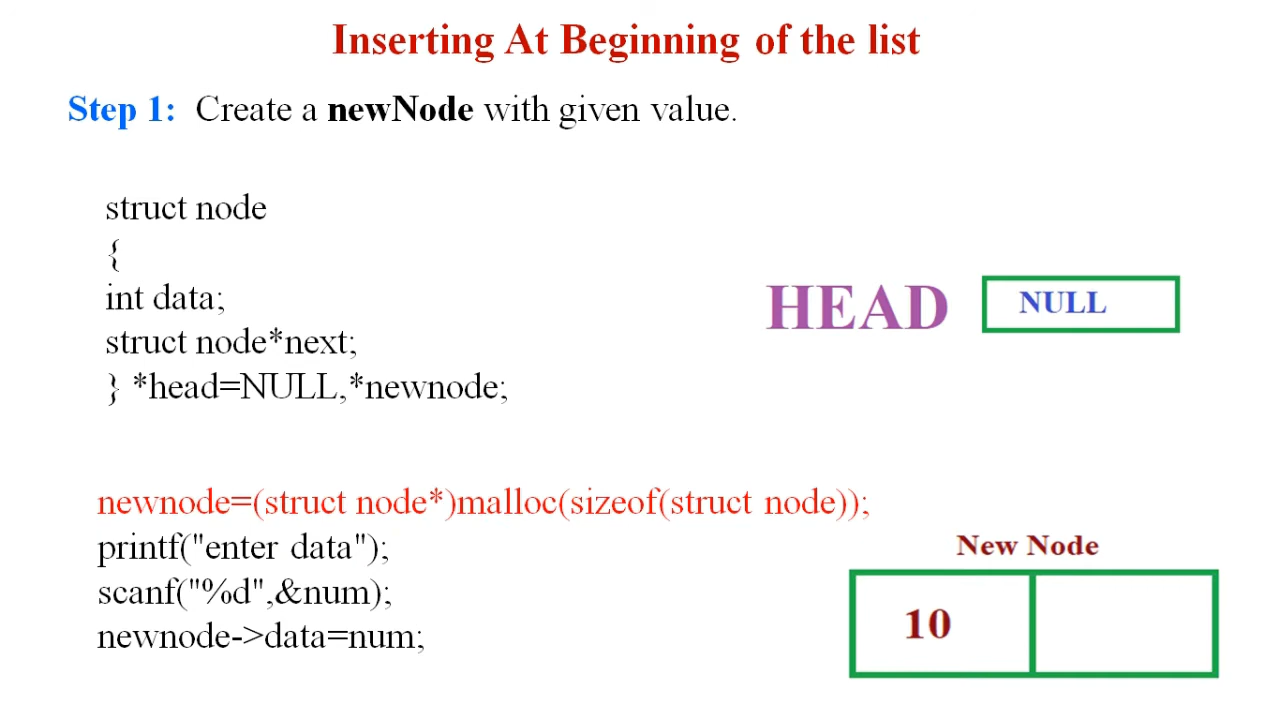 Inserting At Beginning of the list
Step 1: Create a newNode with given value.
struct node
{
int data;
struct node*next;
} *head=NULL,*newnode;
HEAD NULL
newnode=(struct node*)malloc(sizeof(struct node));
printf("enter data");
scanf("%d",&num);
newnode->data=num;
New Node
10